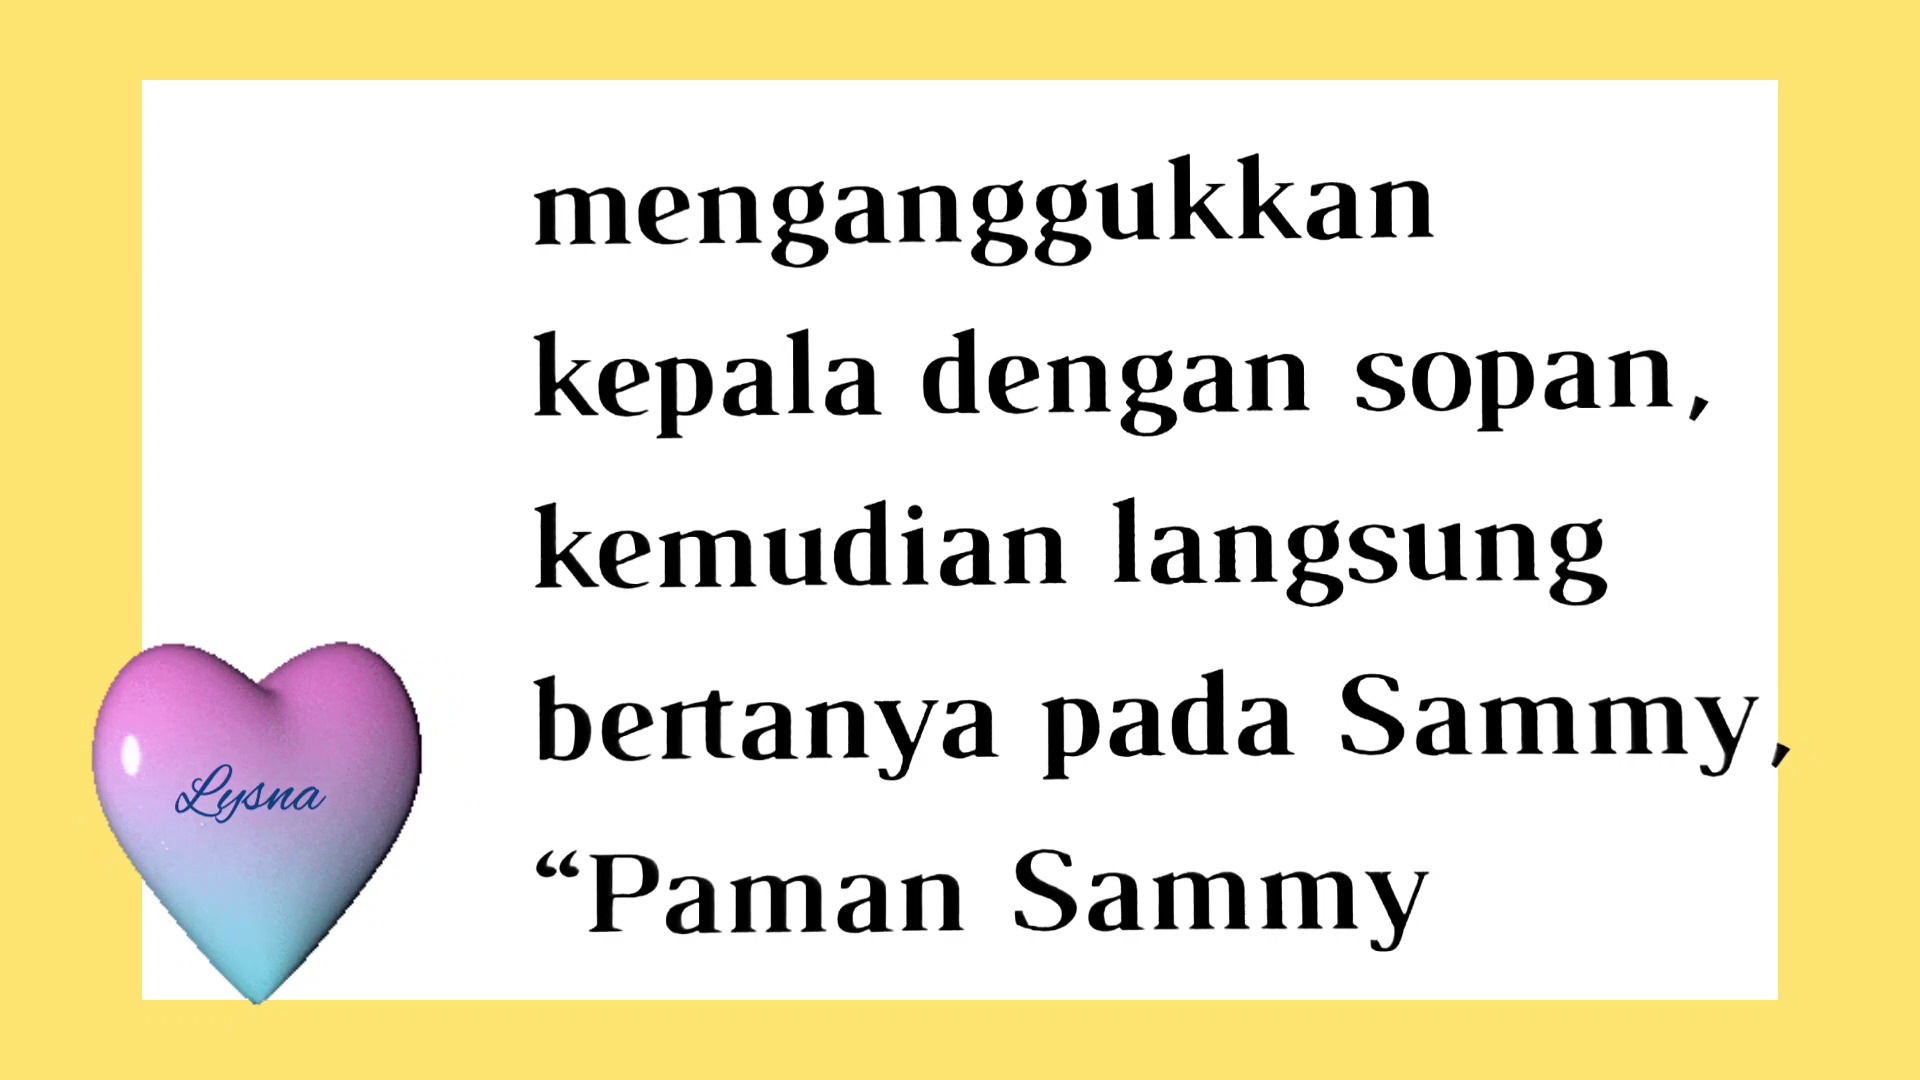 menganggukkan
kepala dengan sopan,
kemudian langsung
bertanya pada Sammy,
“Paman Sammy
Lysna